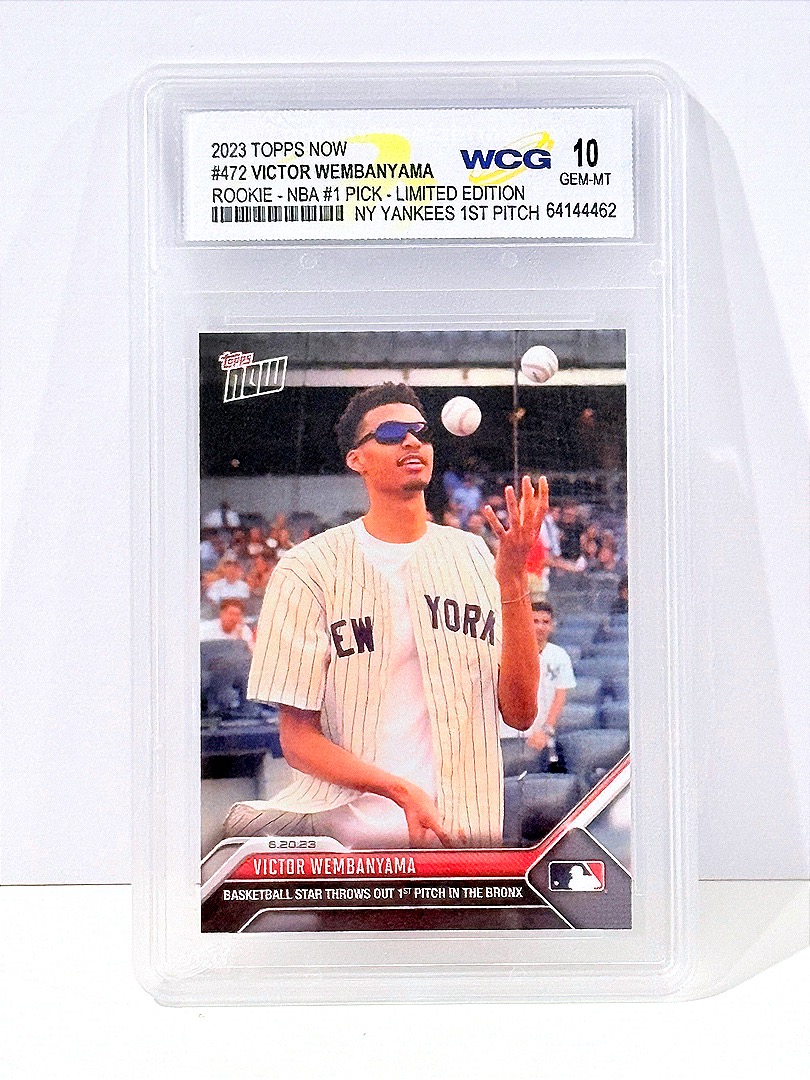 2023 TOPPS NOW
#472 VICTOR WEMBANYAMA
WCG 10
GEM-MT
ROOKIE - NBA #1 PICK - LIMITED EDITION
NY YANKEES 1ST PITCH 64144462
topps
NOW
EW YORK
6.20.23
VICTOR WEMBANYAMA
BASKETBALL STAR THROWS OUT 1ST PITCH IN THE BRONX